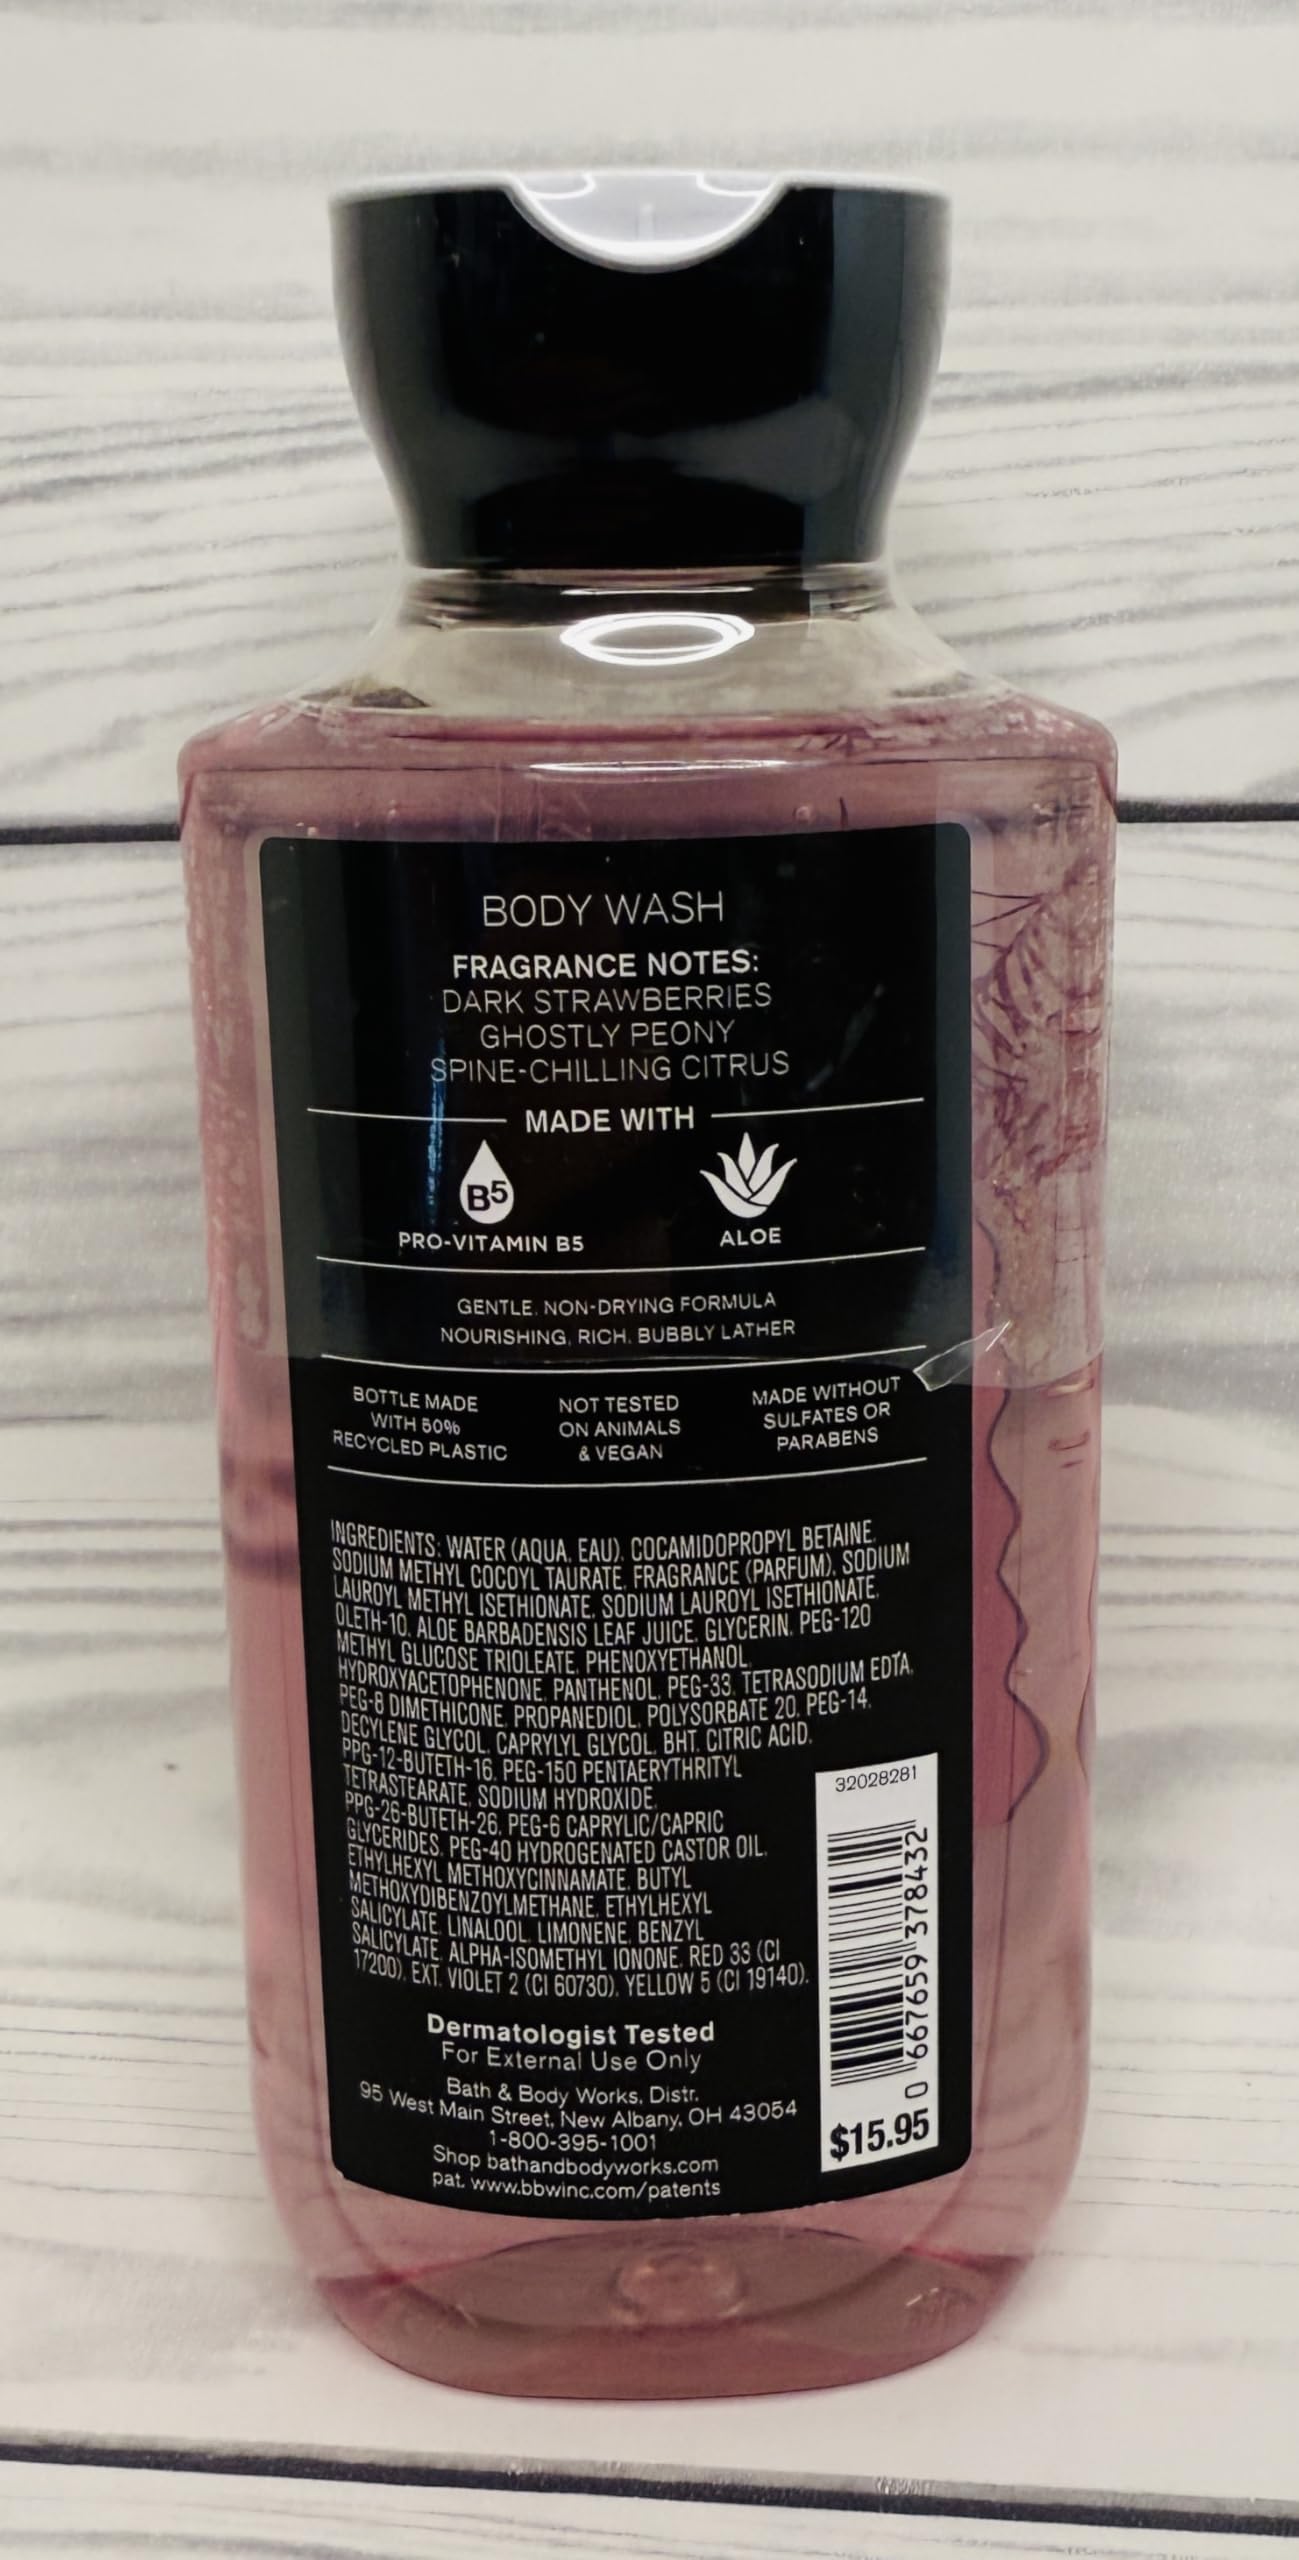 BODY WASH
FRAGRANCE NOTES:
DARK STRAWBERRIES
GHOSTLY PEONY
SPINE-CHILLING CITRUS
MADE WITH
B5
PRO-VITAMIN B5
ALOE
GENTLE, NON-DRYING FORMULA
NOURISHING, RICH, BUBBLY LATHER
BOTTLE MADE
WITH 50%
RECYCLED PLASTIC
NOT TESTED
ON ANIMALS
& VEGAN
MADE WITHOUT
SULFATES OR
PARABENS
INGREDIENTS: WATER (AQUA, EAU), COCAMIDOPROPYL BETAINE,
SODIUM METHYL COCOYL TAURATE, FRAGRANCE (PARFUM), SODIUM
LAUROYL METHYL ISETHIONATE, SODIUM LAUROYL ISETHIONATE,
OLETH-10, ALOE BARBADENSIS LEAF JUICE, GLYCERIN, PEG-120
METHYL GLUCOSE TRIOLEATE, PHENOXYETHANOL,
HYDROXYACETOPHENONE, PANTHENOL, PEG-33, TETRASODIUM EDTA,
PEG-8 DIMETHICONE, PROPANEDIOL, POLYSORBATE 20, PEG-14,
DECYLENE GLYCOL, CAPRYLYL GLYCOL, BHT, CITRIC ACID,
PPG-12-BUTETH-16, PEG-150 PENTAERYTHRITYL
TETRASTEARATE, SODIUM HYDROXIDE,
PPG-26-BUTETH-26, PEG-6 CAPRYLIC/CAPRIC
GLYCERIDES, PEG-40 HYDROGENATED CASTOR OIL,
ETHYLHEXYL METHOXYCINNAMATE, BUTYL
METHOXYDIBENZOYLMETHANE, ETHYLHEXYL
SALICYLATE, LINALOOL, LIMONENE, BENZYL
SALICYLATE, ALPHA-ISOMETHYL IONONE, RED 33 (CI
17200), EXT. VIOLET 2 (CI 60730), YELLOW 5 (CI 19140).
32028281
0 667659 378432
$15.95
Dermatologist Tested
For External Use Only
Bath & Body Works, Distr.
95 West Main Street, New Albany, OH 43054
1-800-395-1001
Shop bathandbodyworks.com
pat. www.bbwinc.com/patents